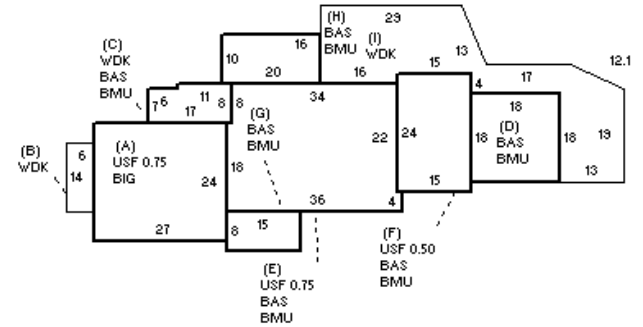 (H)
BAS
BMU
29
(I)
WDK
16
10
20
16
13
15
12.1
(C)
WDK
BAS
BMU
7
6
11
17
8
8
34
4
17
(G)
BAS
BMU
22
24
18
18
(D)
BAS
BMU
18
19
13
(B)
WDK
6
14
(A)
USF 0.75
BIG
24
18
27
36
4
15
8
15
(F)
USF 0.50
BAS
BMU
(E)
USF 0.75
BAS
BMU